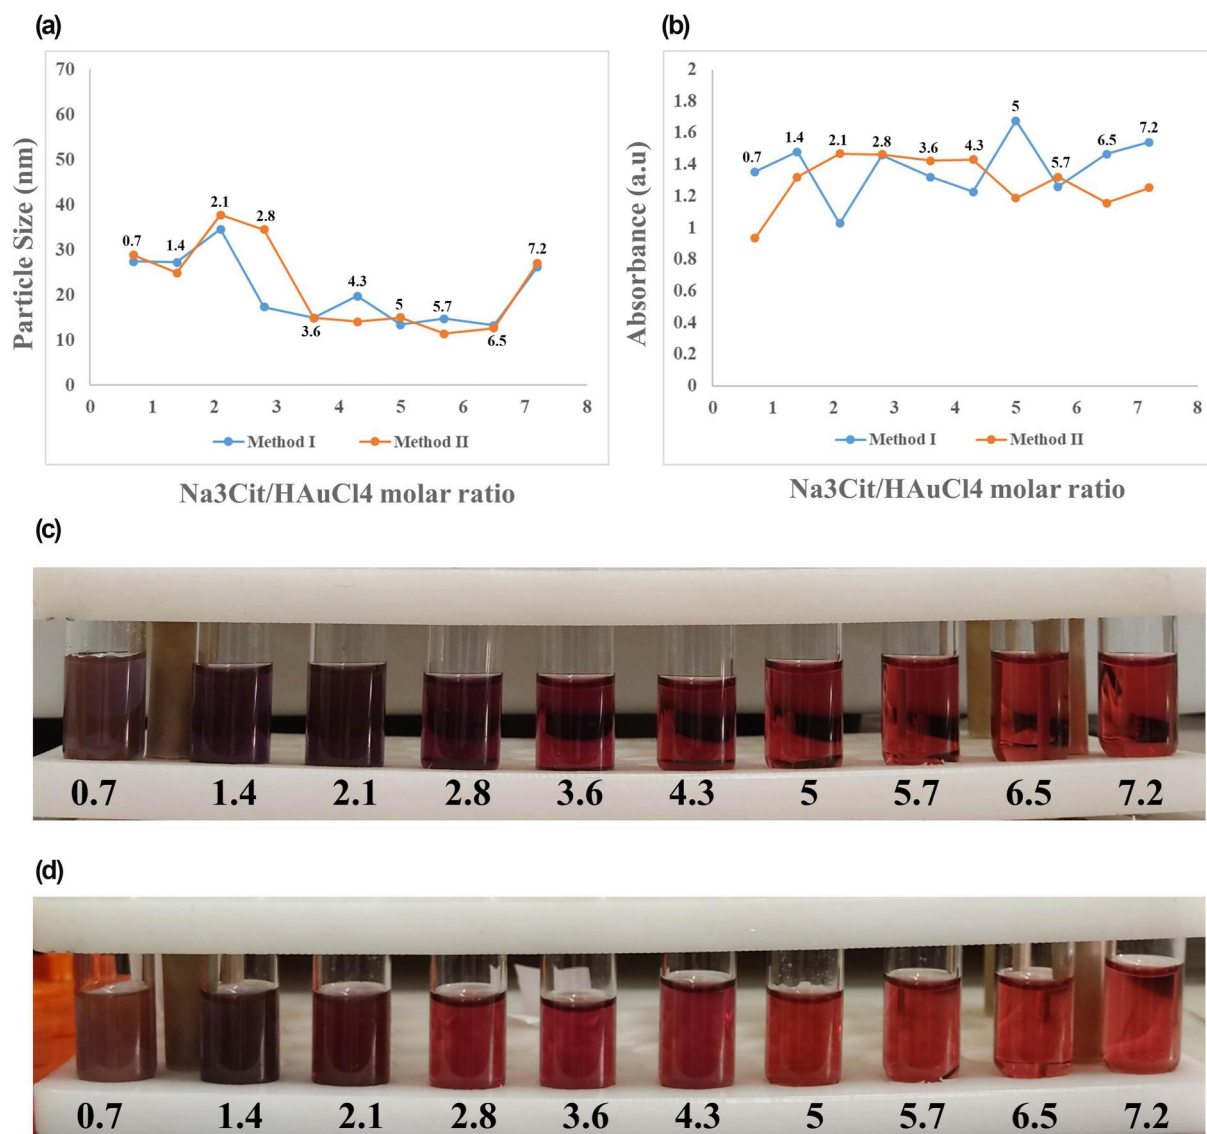 (a)
70
60
50
40
30
20
10
0
Particle Size (nm)
0.7
1.4
2.1
2.8
3.6
4.3
5
5.7
6.5
7.2
0 1 2 3 4 5 6 7 8
Method I Method II
Na3Cit/HAuCl4 molar ratio
(b)
2
1.8
1.6
1.4
1.2
1
0.8
0.6
0.4
0.2
0
Absorbance (a.u)
0.7
1.4
2.1
2.8
3.6
4.3
5
5.7
6.5
7.2
0 1 2 3 4 5 6 7 8
Method I Method II
Na3Cit/HAuCl4 molar ratio
(c)
0.7 1.4 2.1 2.8 3.6 4.3 5 5.7 6.5 7.2
(d)
0.7 1.4 2.1 2.8 3.6 4.3 5 5.7 6.5 7.2